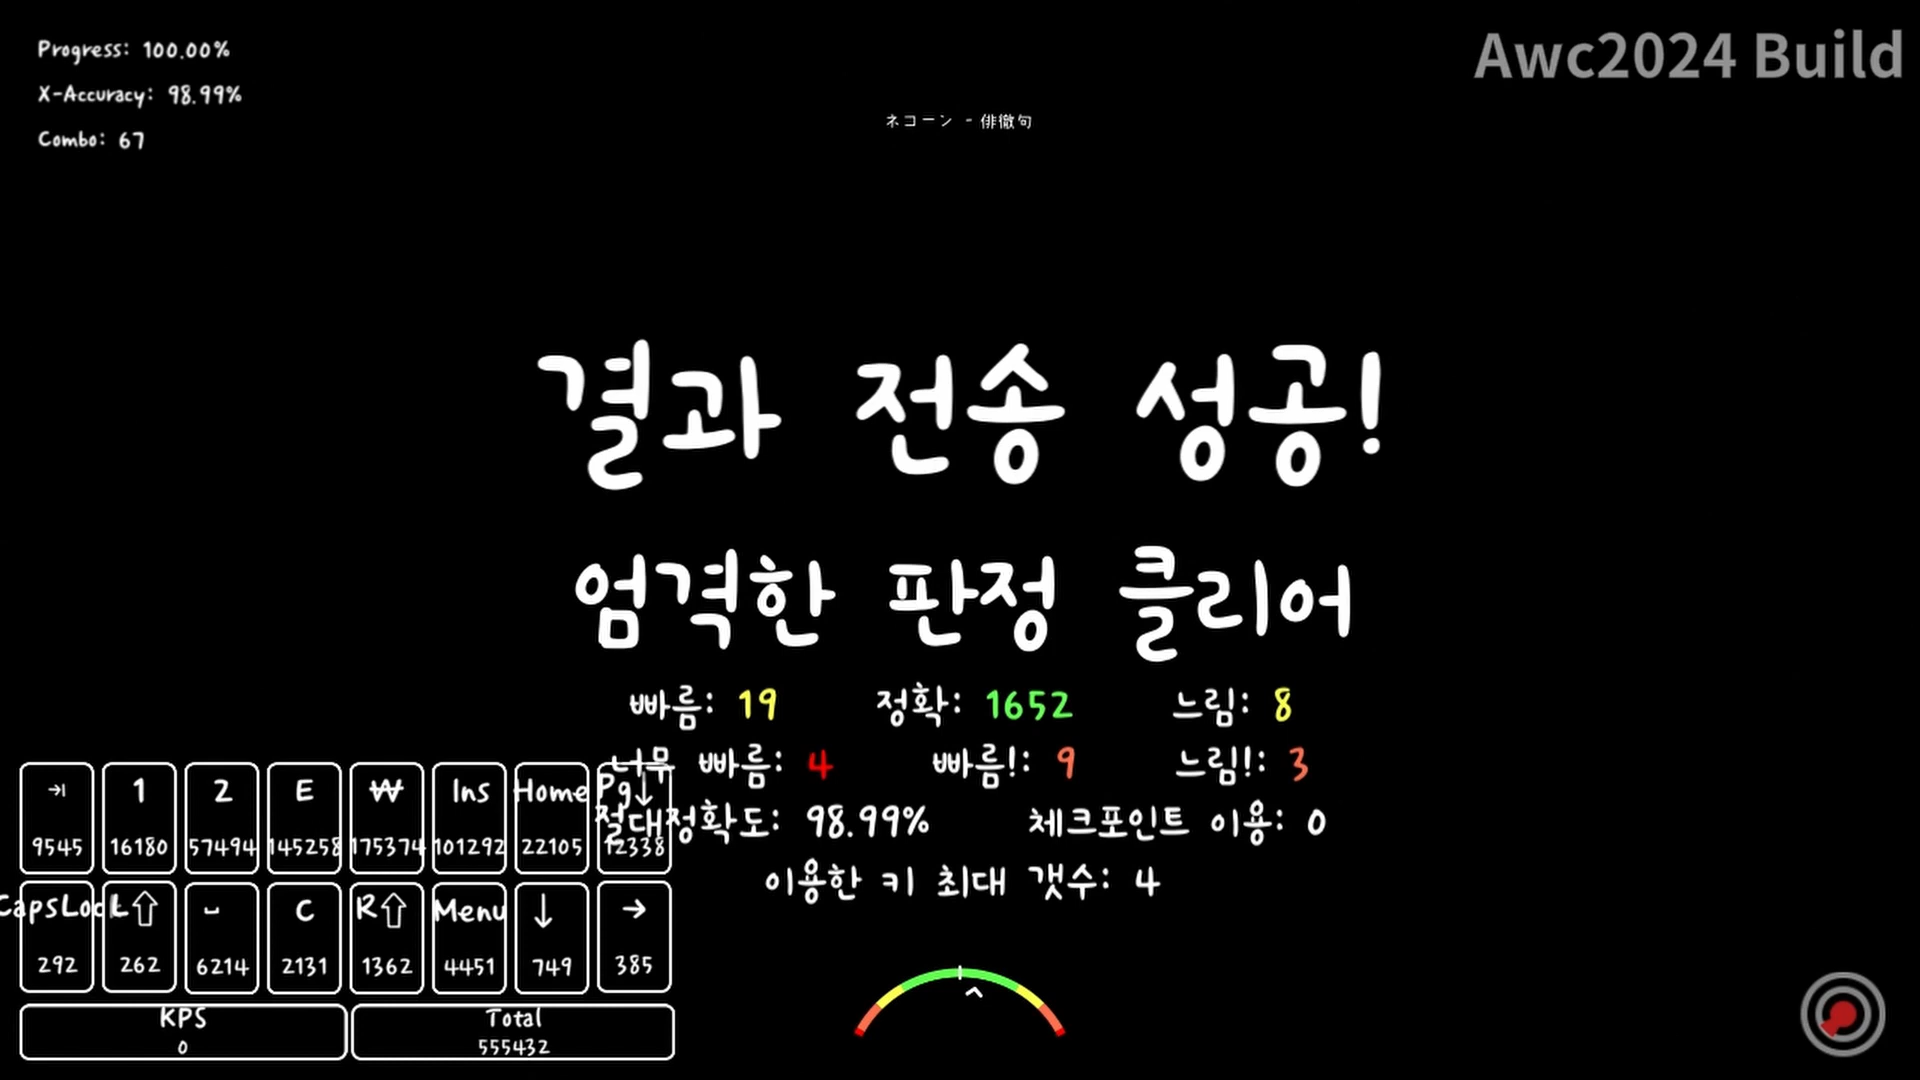 Progress: 100.00%
X-Accuracy: 98.99%
Combo: 67
Awc2024 Build
ネコーン - 俳徹句
결과 전송 성공!
엄격한 판정 클리어
빠름: 19 정확: 1652 느림: 8
너무 빠름: 4 빠름!: 9 느림!: 3
절대정확도: 98.99% 체크포인트 이용: 0
이용한 키 최대 갯수: 4
→| 1 2 E ₩ Ins Home Pg↓
9545 16180 57494 145258 175374 101292 22105 12338
CapsLock L⇧ ⌴ C R⇧ Menu ↓ →
292 262 6214 2131 1362 4451 749 385
KPS Total
0 555432